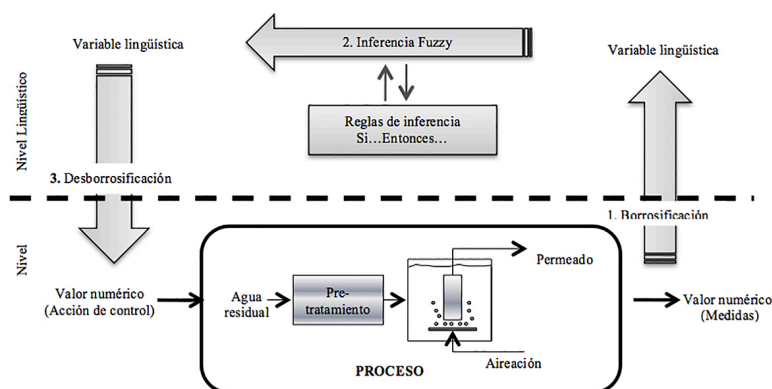 Variable lingüística
2. Inferencia Fuzzy
Variable lingüística
Reglas de inferencia
Si…Entonces…
Nivel Lingüístico
3. Desborrosificación
1. Borrosificación
Nivel
Valor numérico
(Acción de control)
Agua
residual
Pre-
tratamiento
Permeado
Aireación
PROCESO
Valor numérico
(Medidas)